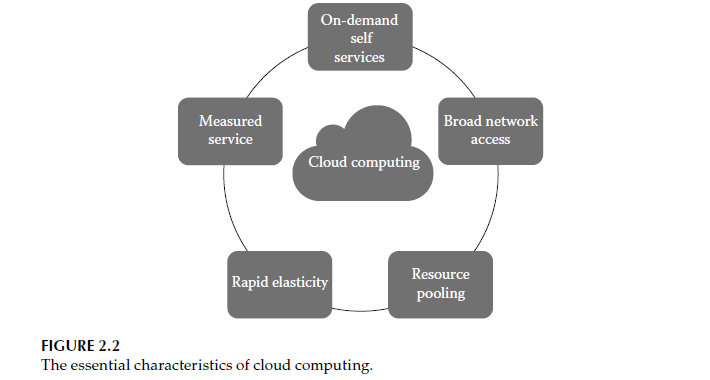 On-demand
self
services
Measured
service
Broad network
access
Cloud computing
Rapid elasticity
Resource
pooling
FIGURE 2.2
The essential characteristics of cloud computing.